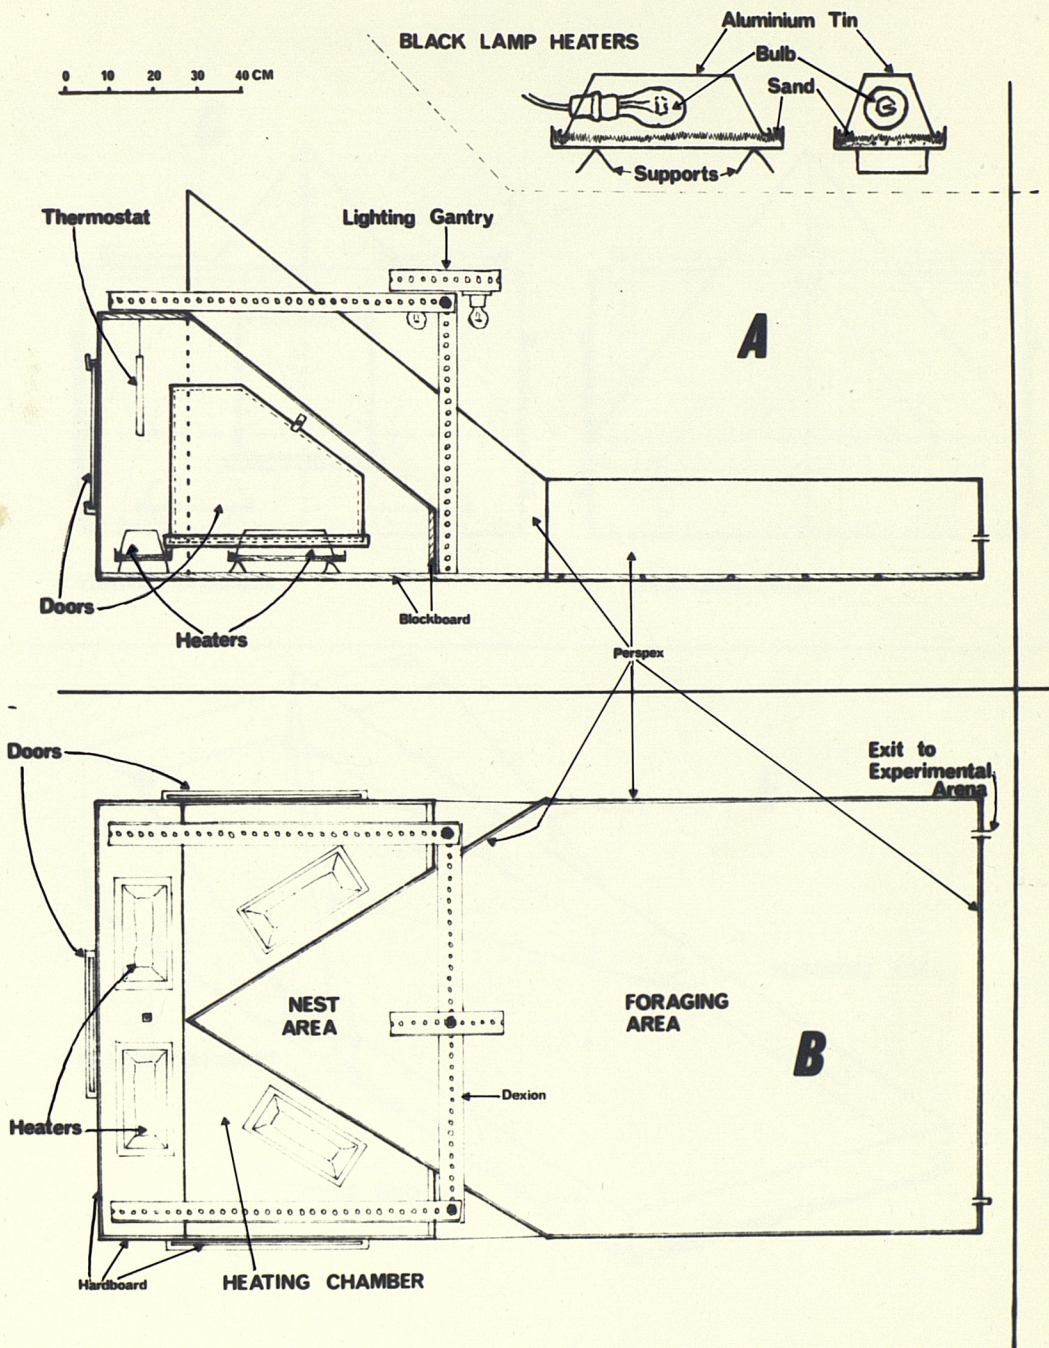 BLACK LAMP HEATERS
Aluminium Tin
Bulb
Sand
Supports
0 10 20 30 40 CM
Thermostat
Lighting Gantry
A
Doors
Heaters
Blockboard
Perspex
Doors
Exit to
Experimental
Arena
NEST
AREA
FORAGING
AREA
B
Dexion
Heaters
Hardboard
HEATING CHAMBER